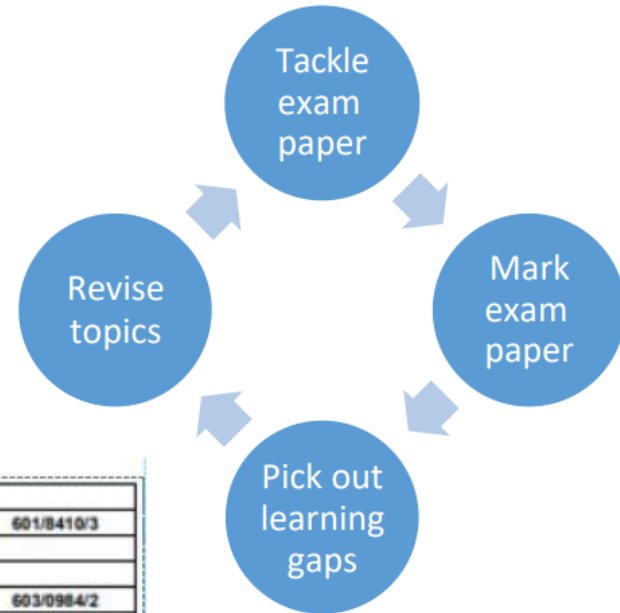 Tackle
exam
paper
Mark
exam
paper
Pick out
learning
gaps
Revise
topics
601/8410/3
603/0984/2